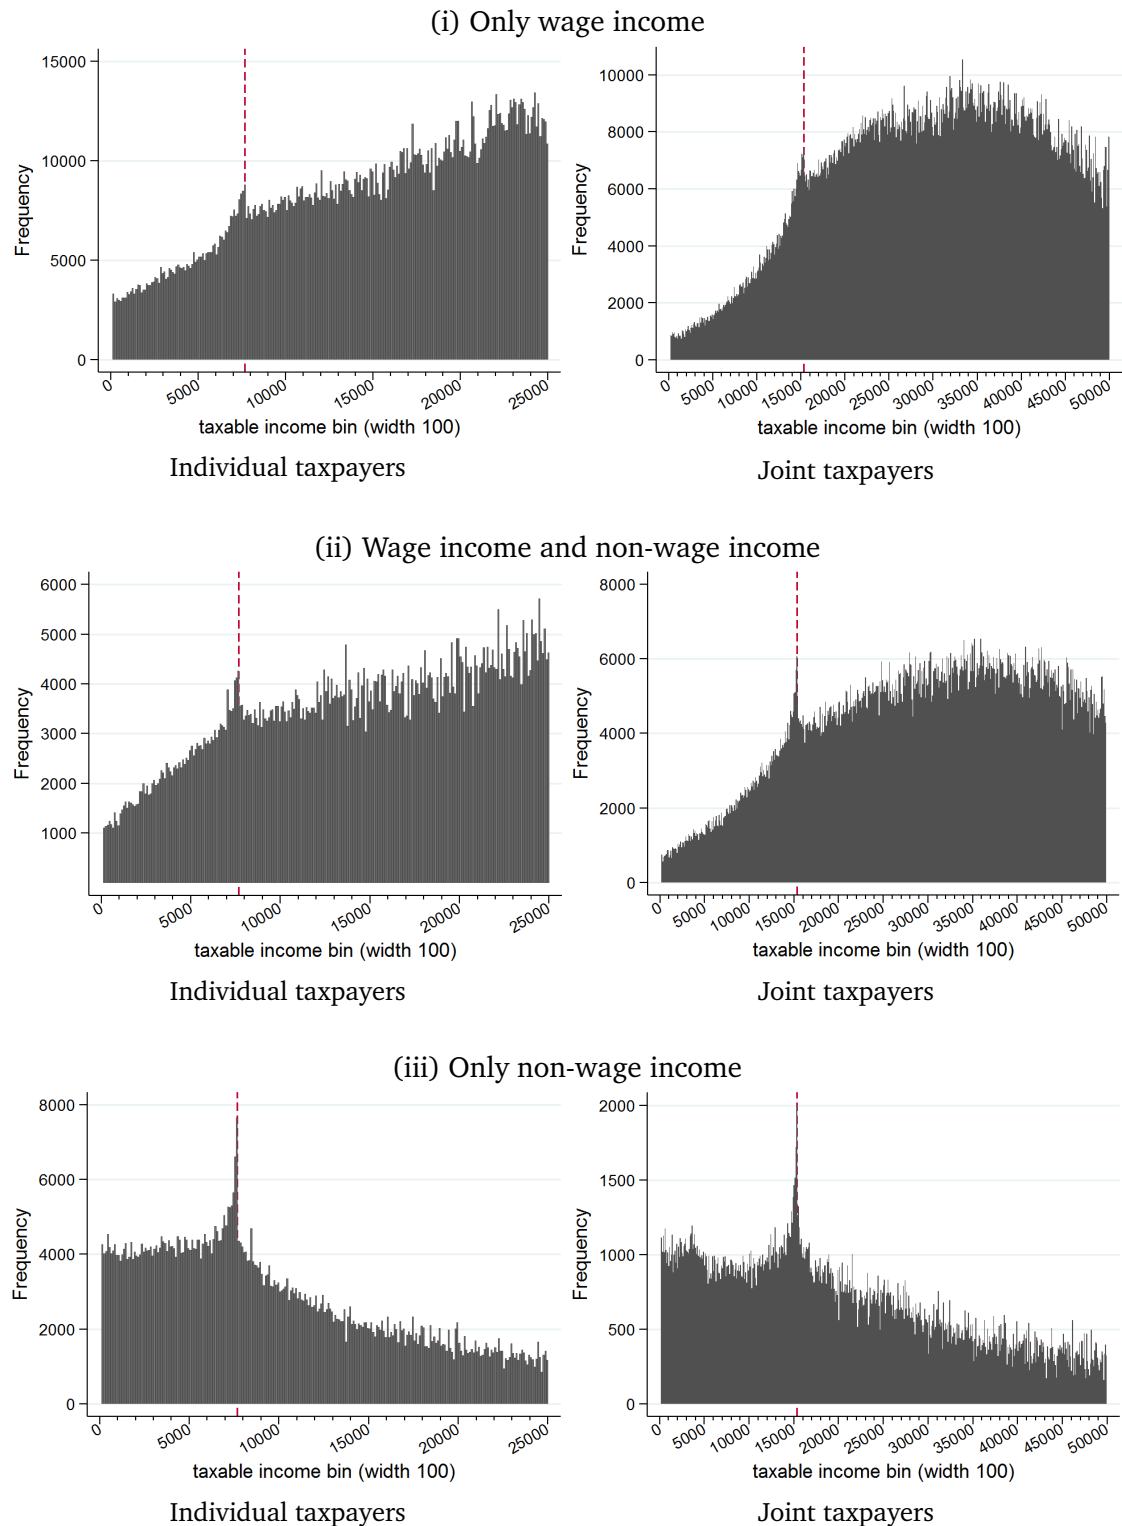 (i) Only wage income
15000
10000
5000
0
Frequency
0 5000 10000 15000 20000 25000
taxable income bin (width 100)
Individual taxpayers
10000
8000
6000
4000
2000
0
Frequency
0 5000 10000 15000 20000 25000 30000 35000 40000 45000 50000
taxable income bin (width 100)
Joint taxpayers
(ii) Wage income and non-wage income
6000
5000
4000
3000
2000
1000
Frequency
0 5000 10000 15000 20000 25000
taxable income bin (width 100)
Individual taxpayers
8000
6000
4000
2000
0
Frequency
0 5000 10000 15000 20000 25000 30000 35000 40000 45000 50000
taxable income bin (width 100)
Joint taxpayers
(iii) Only non-wage income
8000
6000
4000
2000
0
Frequency
0 5000 10000 15000 20000 25000
taxable income bin (width 100)
Individual taxpayers
2000
1500
1000
500
0
Frequency
0 5000 10000 15000 20000 25000 30000 35000 40000 45000 50000
taxable income bin (width 100)
Joint taxpayers